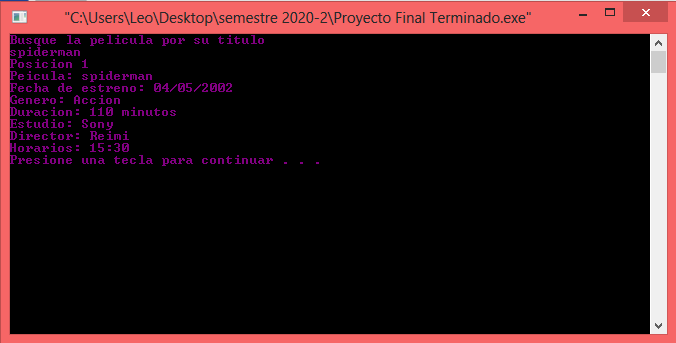 "C:\Users\Leo\Desktop\semestre 2020-2\Proyecto Final Terminado.exe"
Busque la pelicula por su titulo
spiderman
Posicion 1
Peicula: spiderman
Fecha de estreno: 04/05/2002
Genero: Accion
Duracion: 110 minutos
Estudio: Sony
Director: Reimi
Horarios: 15:30
Presione una tecla para continuar . . .